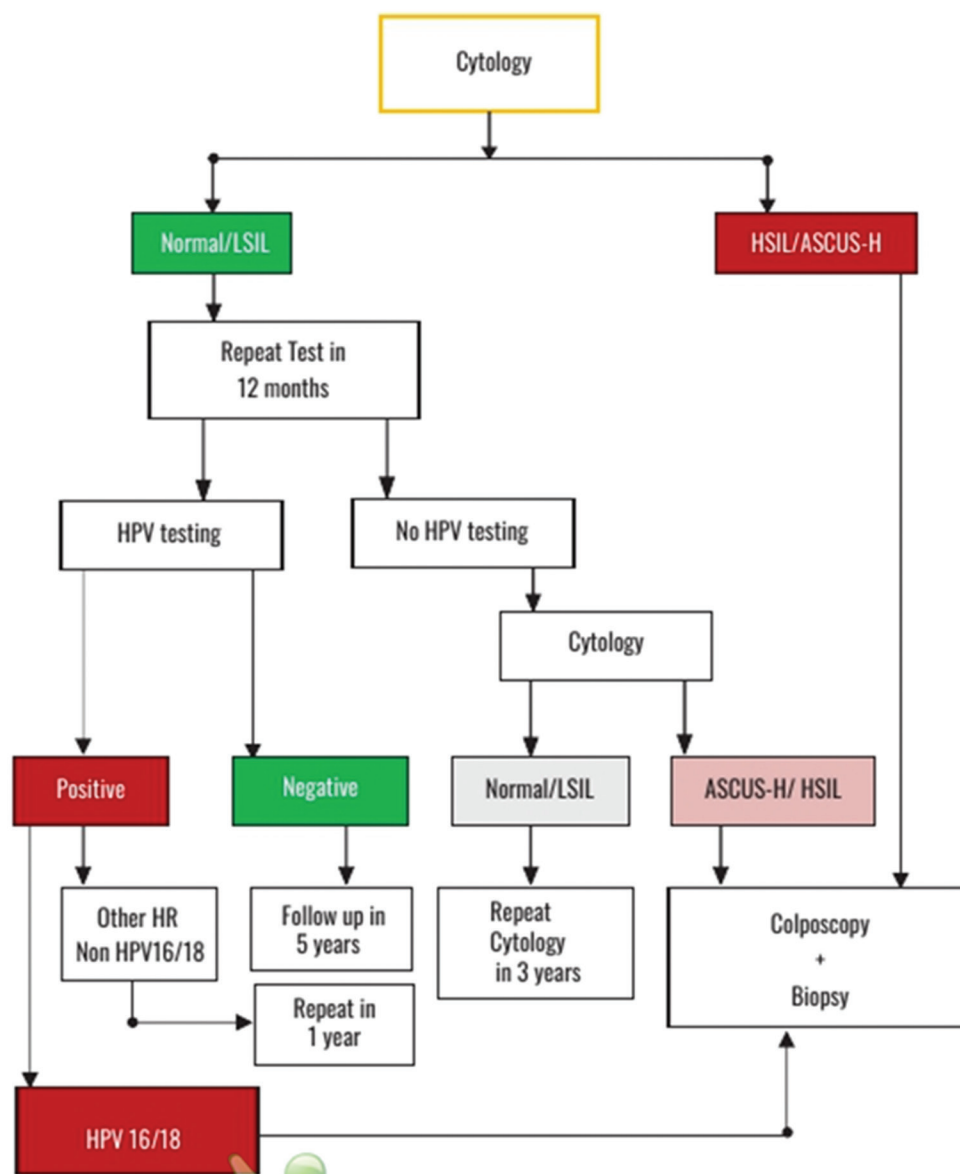 Cytology
Normal/LSIL
HSIL/ASCUS-H
Repeat Test in
12 months
HPV testing
No HPV testing
Cytology
Positive
Negative
Normal/LSIL
ASCUS-H/ HSIL
Other HR
Non HPV16/18
Follow up in
5 years
Repeat
Cytology
in 3 years
Colposcopy
+
Biopsy
Repeat in
1 year
HPV 16/18